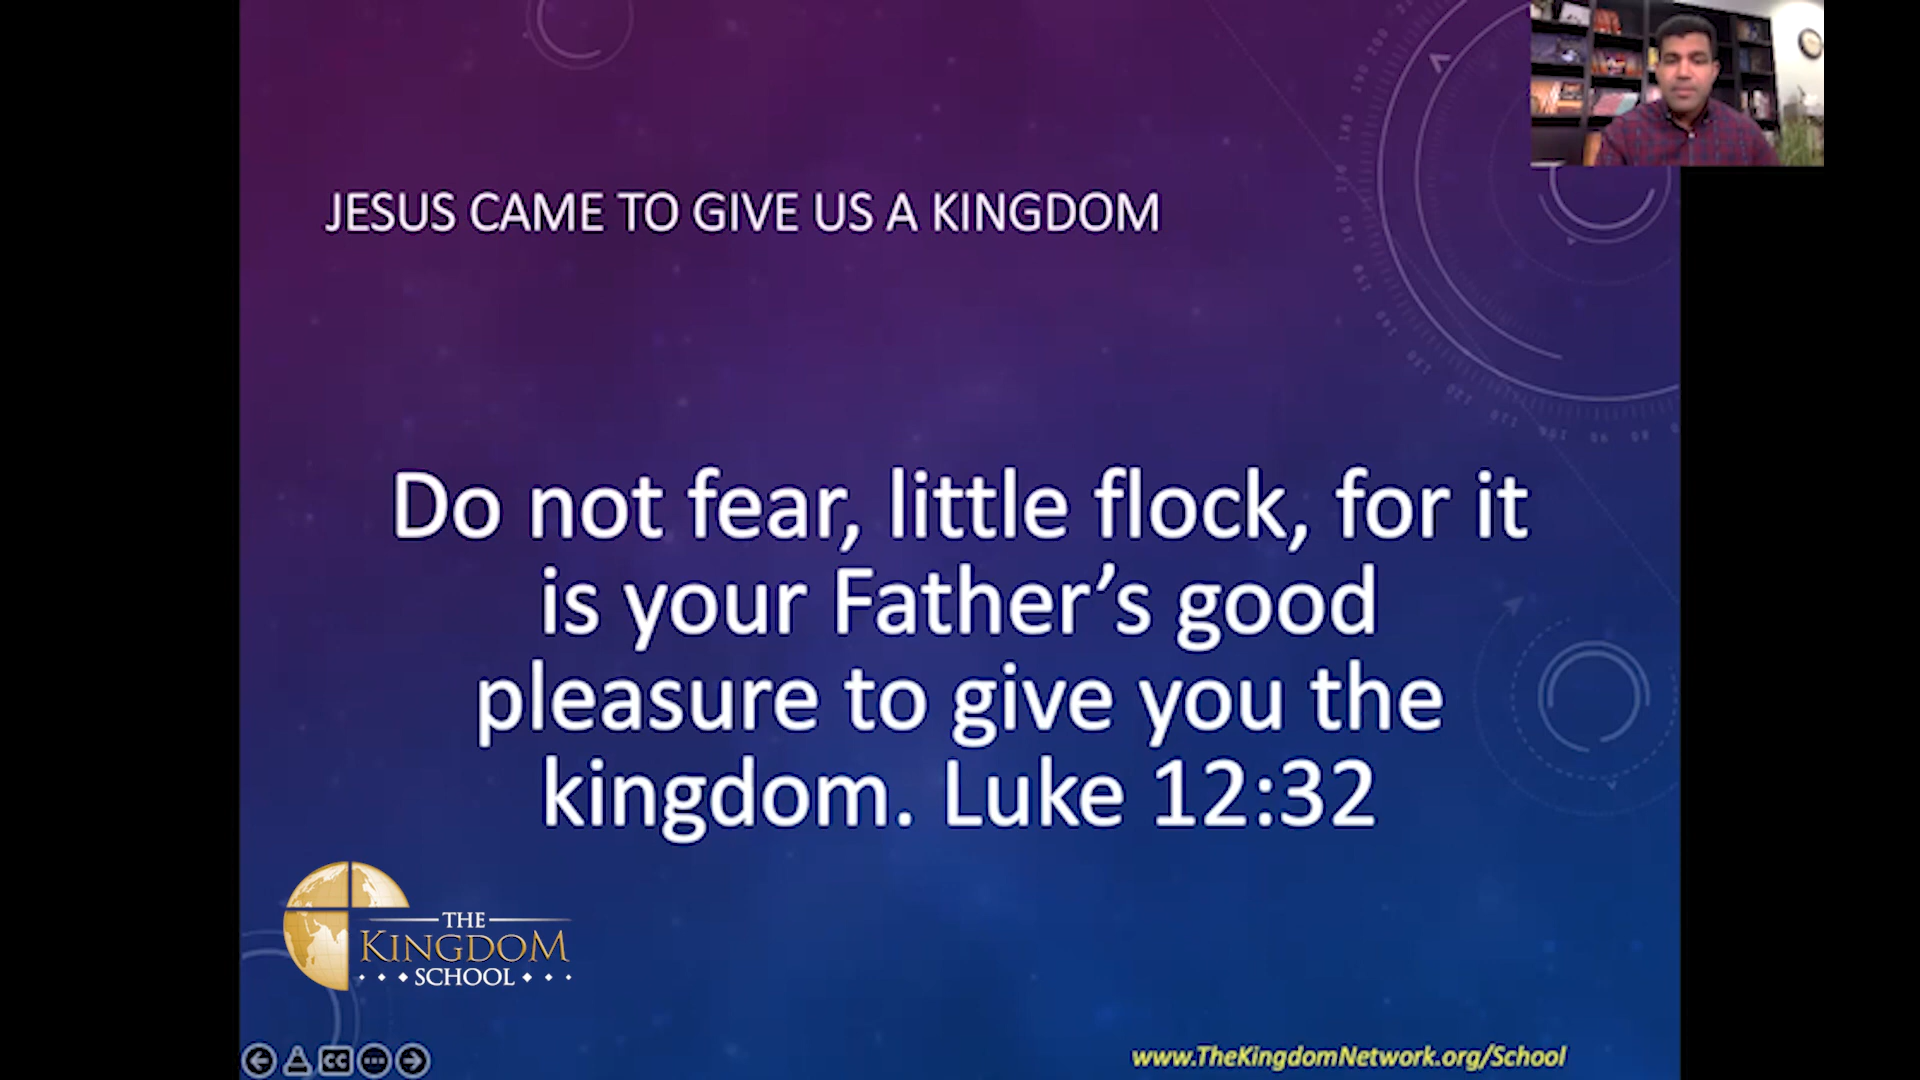 JESUS CAME TO GIVE US A KINGDOM
Do not fear, little flock, for it
is your Father’s good
pleasure to give you the
kingdom. Luke 12:32
THE
KINGDOM
SCHOOL
CC
www.TheKingdomNetwork.org/School